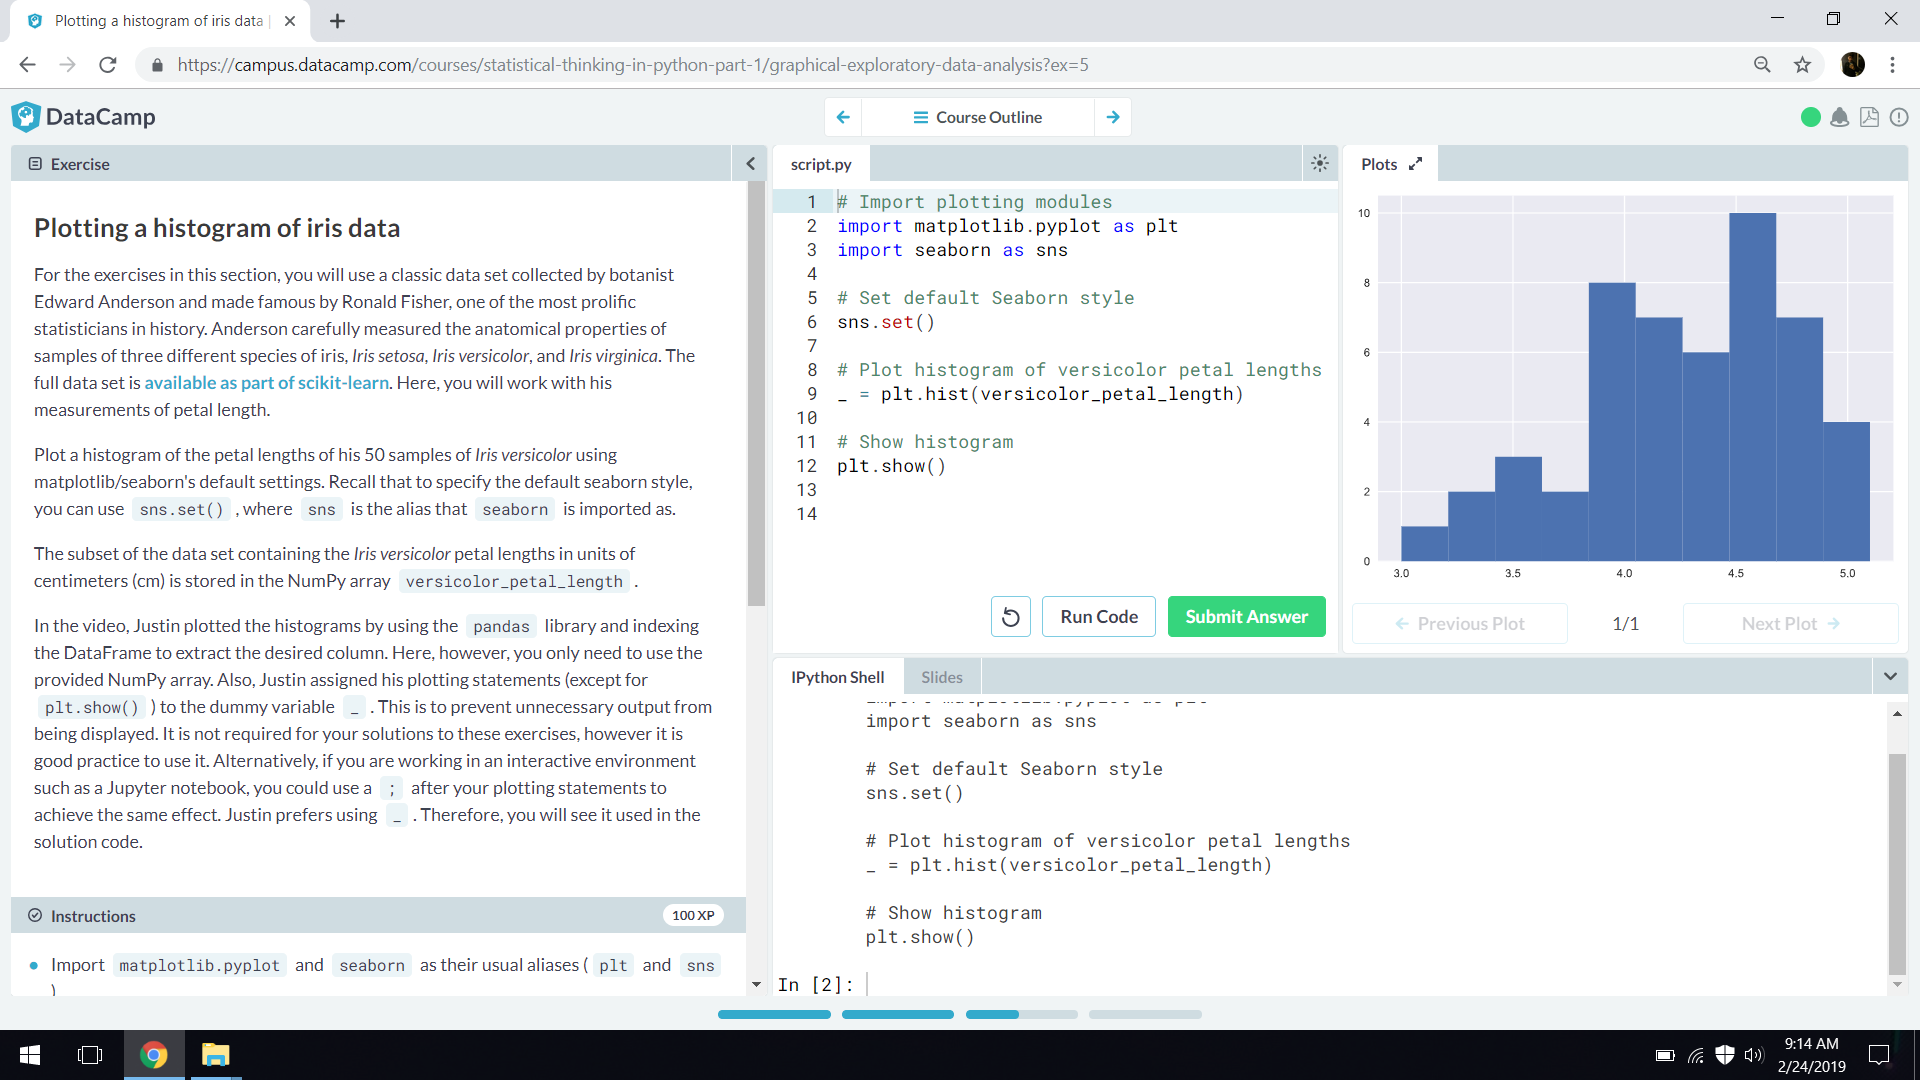 Plotting a histogram of iris data
https://campus.datacamp.com/courses/statistical-thinking-in-python-part-1/graphical-exploratory-data-analysis?ex=5
DataCamp
Course Outline
Exercise
Plotting a histogram of iris data
For the exercises in this section, you will use a classic data set collected by botanist
Edward Anderson and made famous by Ronald Fisher, one of the most prolific
statisticians in history. Anderson carefully measured the anatomical properties of
samples of three different species of iris, Iris setosa, Iris versicolor, and Iris virginica. The
full data set is available as part of scikit-learn. Here, you will work with his
measurements of petal length.
Plot a histogram of the petal lengths of his 50 samples of Iris versicolor using
matplotlib/seaborn's default settings. Recall that to specify the default seaborn style,
you can use sns.set() , where sns is the alias that seaborn is imported as.
The subset of the data set containing the Iris versicolor petal lengths in units of
centimeters (cm) is stored in the NumPy array versicolor_petal_length .
In the video, Justin plotted the histograms by using the pandas library and indexing
the DataFrame to extract the desired column. Here, however, you only need to use the
provided NumPy array. Also, Justin assigned his plotting statements (except for
plt.show() ) to the dummy variable _ . This is to prevent unnecessary output from
being displayed. It is not required for your solutions to these exercises, however it is
good practice to use it. Alternatively, if you are working in an interactive environment
such as a Jupyter notebook, you could use a ; after your plotting statements to
achieve the same effect. Justin prefers using _ . Therefore, you will see it used in the
solution code.
Instructions
100 XP
Import matplotlib.pyplot and seaborn as their usual aliases ( plt and sns
)
script.py
1 # Import plotting modules
2 import matplotlib.pyplot as plt
3 import seaborn as sns
4
5 # Set default Seaborn style
6 sns.set()
7
8 # Plot histogram of versicolor petal lengths
9 _ = plt.hist(versicolor_petal_length)
10
11 # Show histogram
12 plt.show()
13
14
Run Code
Submit Answer
Plots
10
8
6
4
2
0
3.0 3.5 4.0 4.5 5.0
Previous Plot
1/1
Next Plot
IPython Shell
Slides
import matplotlib.pyplot as plt
import seaborn as sns
# Set default Seaborn style
sns.set()
# Plot histogram of versicolor petal lengths
_ = plt.hist(versicolor_petal_length)
# Show histogram
plt.show()
In [2]:
9:14 AM
2/24/2019